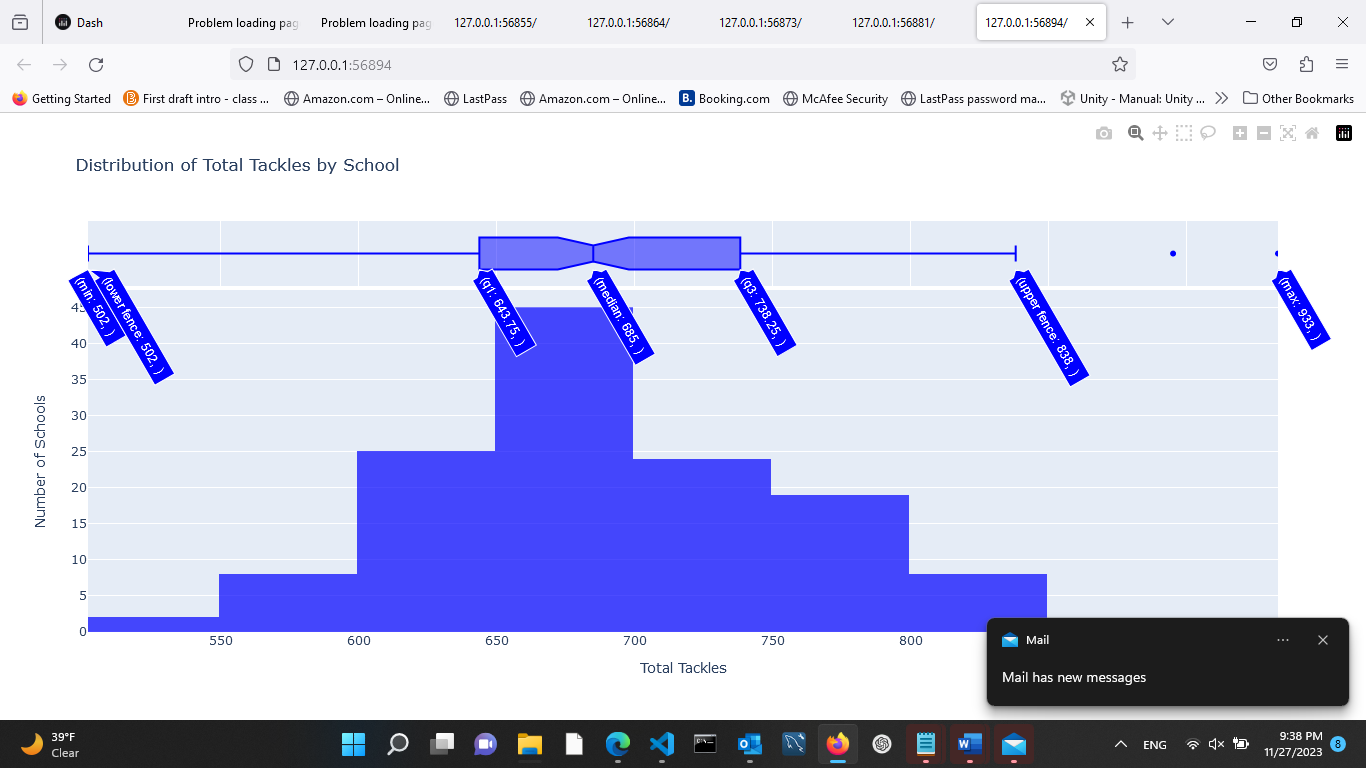 Dash
Problem loading pag
Problem loading pag
127.0.0.1:56855/
127.0.0.1:56864/
127.0.0.1:56873/
127.0.0.1:56881/
127.0.0.1:56894/
127.0.0.1:56894
Getting Started
First draft intro - class ...
Amazon.com – Online...
LastPass
Amazon.com – Online...
B.
Booking.com
McAfee Security
LastPass password ma...
Unity - Manual: Unity ...
Other Bookmarks
Distribution of Total Tackles by School
(min: 502, )
(lower fence: 502, )
(q1: 643.75, )
(median: 685, )
(q3: 738.25, )
(upper fence: 838, )
(max: 933, )
Number of Schools
45
40
35
30
25
20
15
10
5
0
550
600
650
700
750
800
Total Tackles
Mail
Mail has new messages
39°F
Clear
ENG
9:38 PM
11/27/2023
8